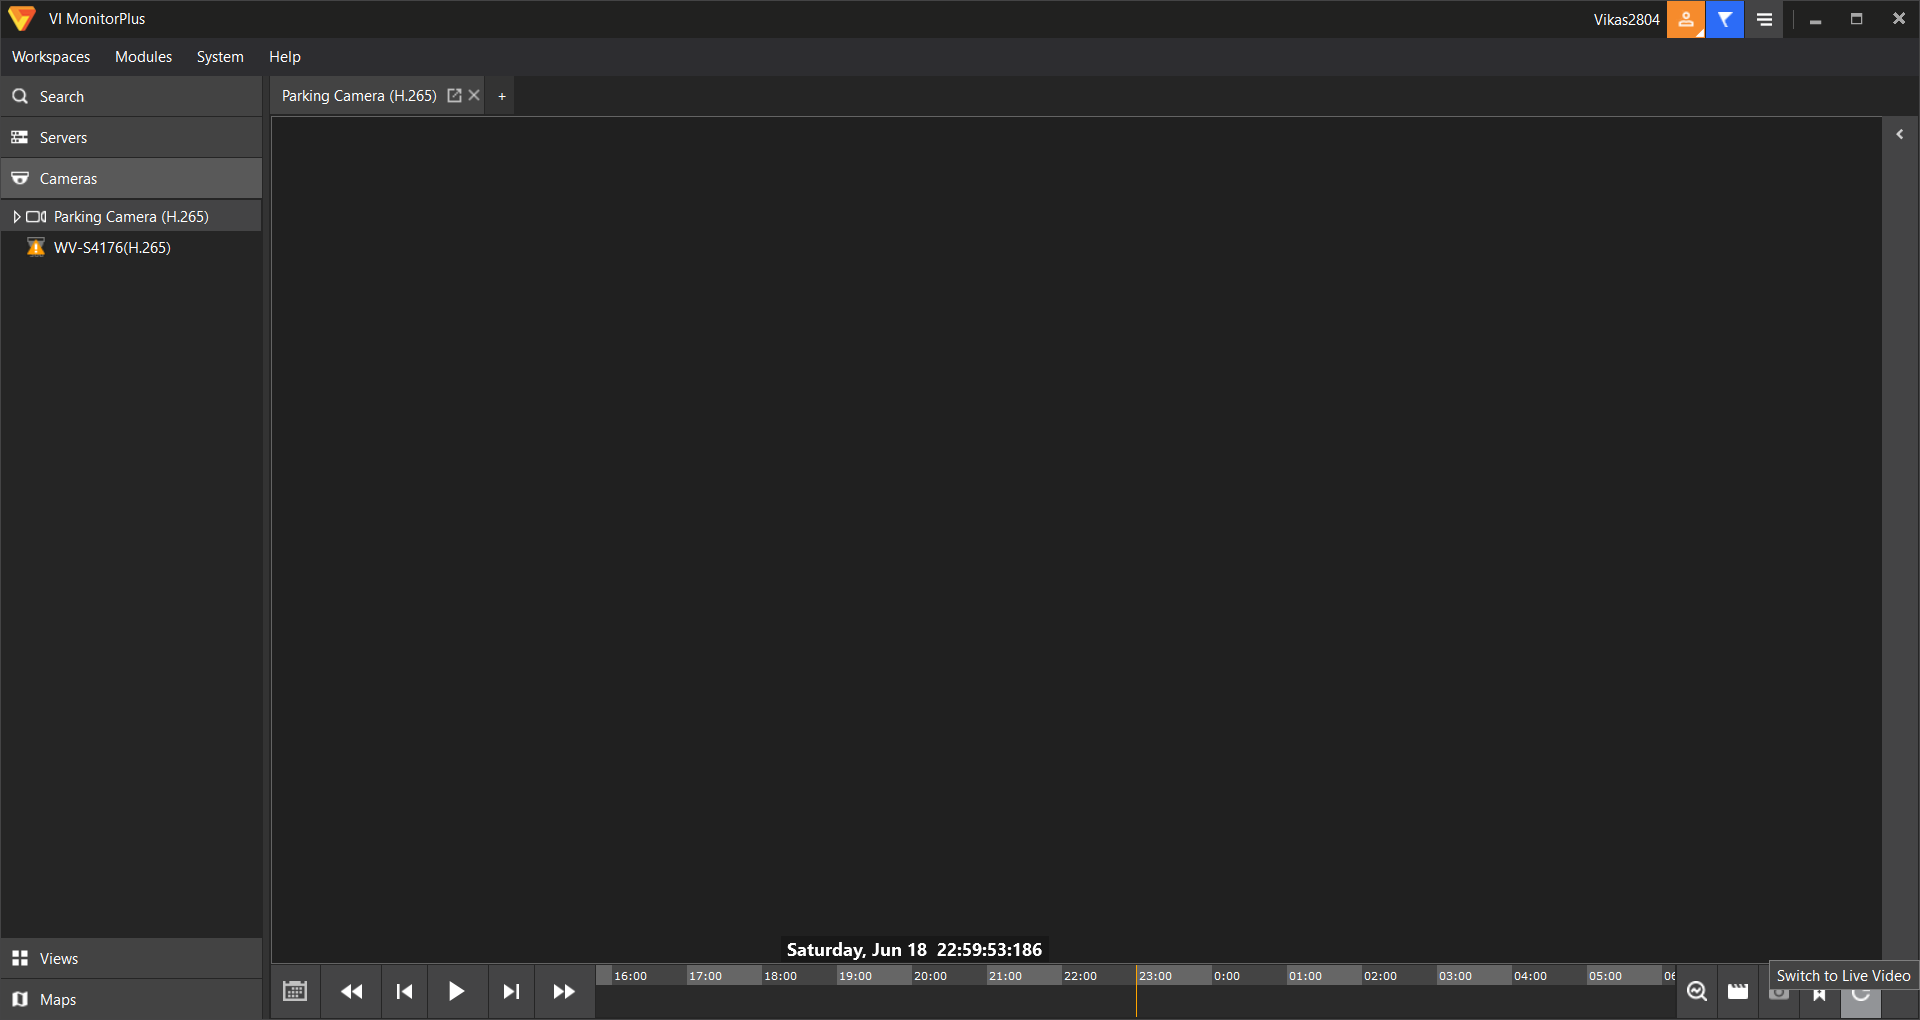 VI MonitorPlus
Vikas2804
Workspaces Modules System Help
Search
Servers
Cameras
Parking Camera (H.265)
WV-S4176(H.265)
Parking Camera (H.265) +
Saturday, Jun 18 22:59:53:186
16:00 17:00 18:00 19:00 20:00 21:00 22:00 23:00 0:00 01:00 02:00 03:00 04:00 05:00
Switch to Live Video
Views
Maps